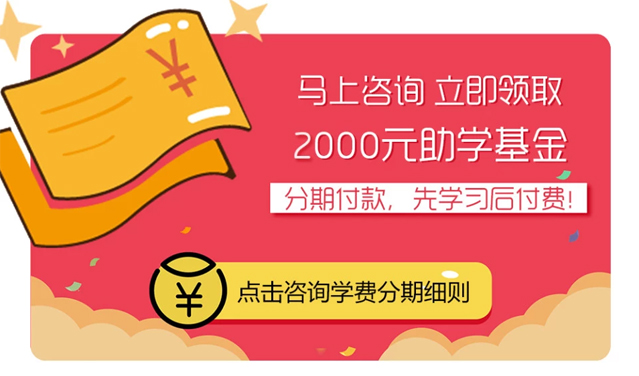 ¥
马上咨询 立即领取
2000元助学基金
分期付款，先学习后付费!
¥
点击咨询学费分期细则